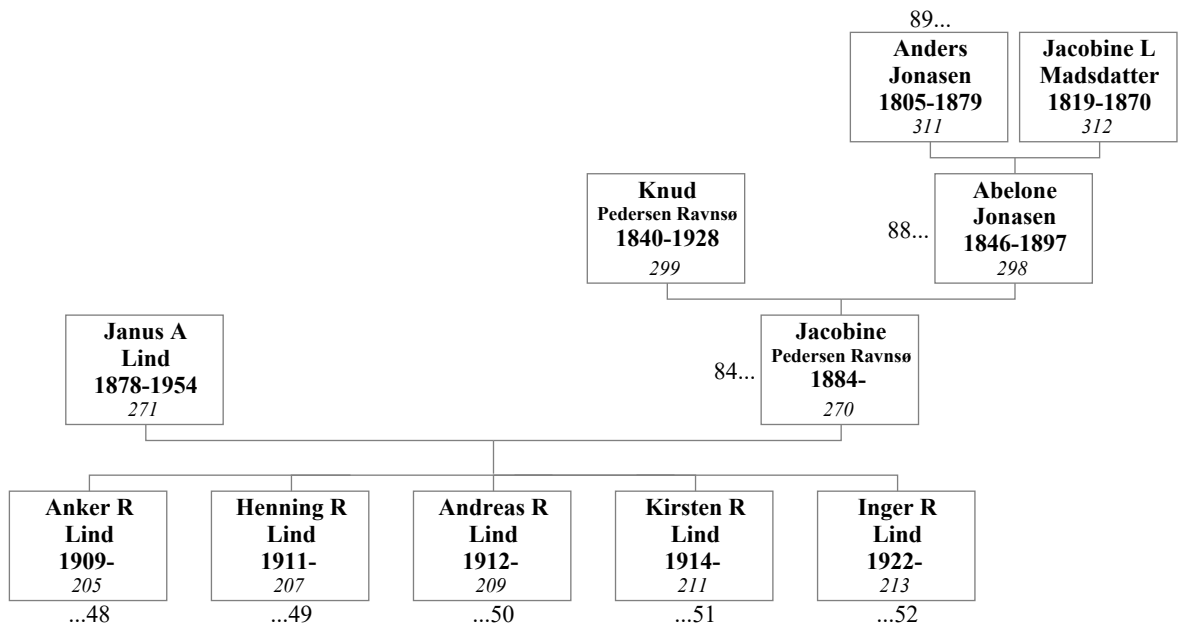 89...
Anders
Jonasen
1805-1879
311
Jacobine L
Madsdatter
1819-1870
312
Knud
Pedersen Ravnsø
1840-1928
299
88...
Abelone
Jonasen
1846-1897
298
Janus A
Lind
1878-1954
271
84...
Jacobine
Pedersen Ravnsø
1884-
270
Anker R
Lind
1909-
205
...48
Henning R
Lind
1911-
207
...49
Andreas R
Lind
1912-
209
...50
Kirsten R
Lind
1914-
211
...51
Inger R
Lind
1922-
213
...52